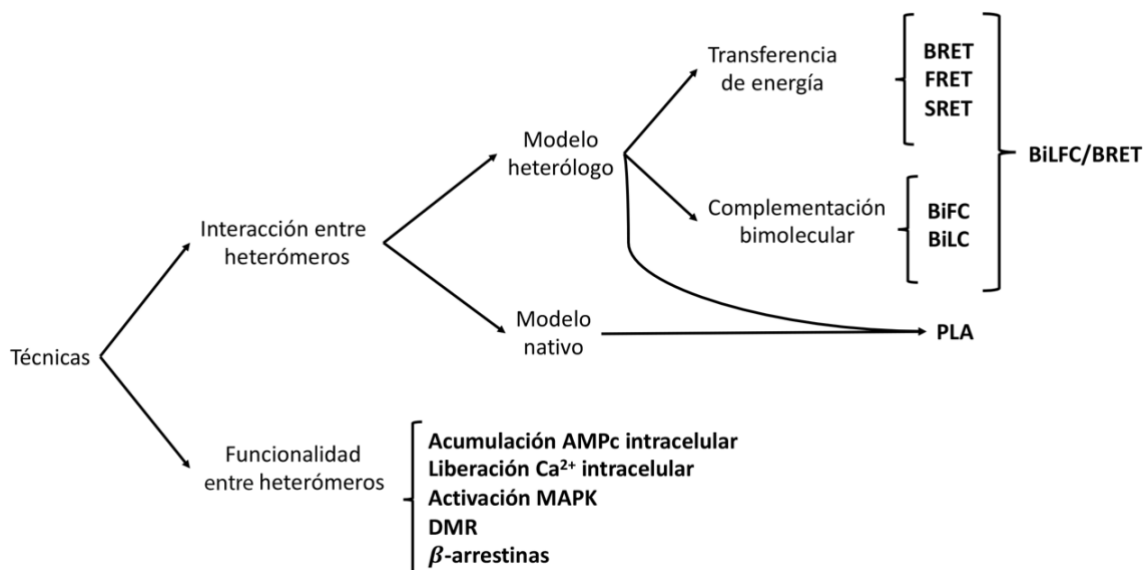 Técnicas
Interacción entre
heterómeros
Modelo
heterólogo
Transferencia
de energía
BRET
FRET
SRET
Complementación
bimolecular
BiFC
BiLC
BiLFC/BRET
Modelo
nativo
PLA
Funcionalidad
entre heterómeros
Acumulación AMPc intracelular
Liberación Ca²⁺ intracelular
Activación MAPK
DMR
β-arrestinas